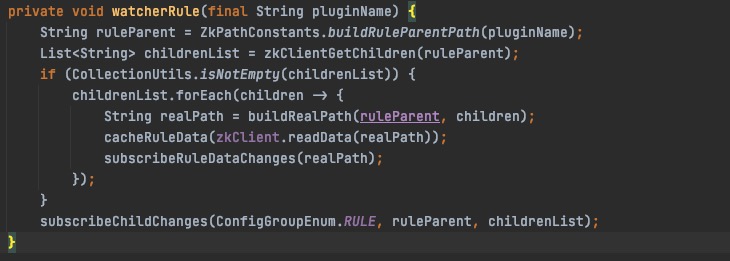 private void watcherRule(final String pluginName) {
    String ruleParent = ZkPathConstants.buildRuleParentPath(pluginName);
    List<String> childrenList = zkClientGetChildren(ruleParent);
    if (CollectionUtils.isNotEmpty(childrenList)) {
        childrenList.forEach(children -> {
            String realPath = buildRealPath(ruleParent, children);
            cacheRuleData(zkClient.readData(realPath));
            subscribeRuleDataChanges(realPath);
        });
    }
    subscribeChildChanges(ConfigGroupEnum.RULE, ruleParent, childrenList);
}